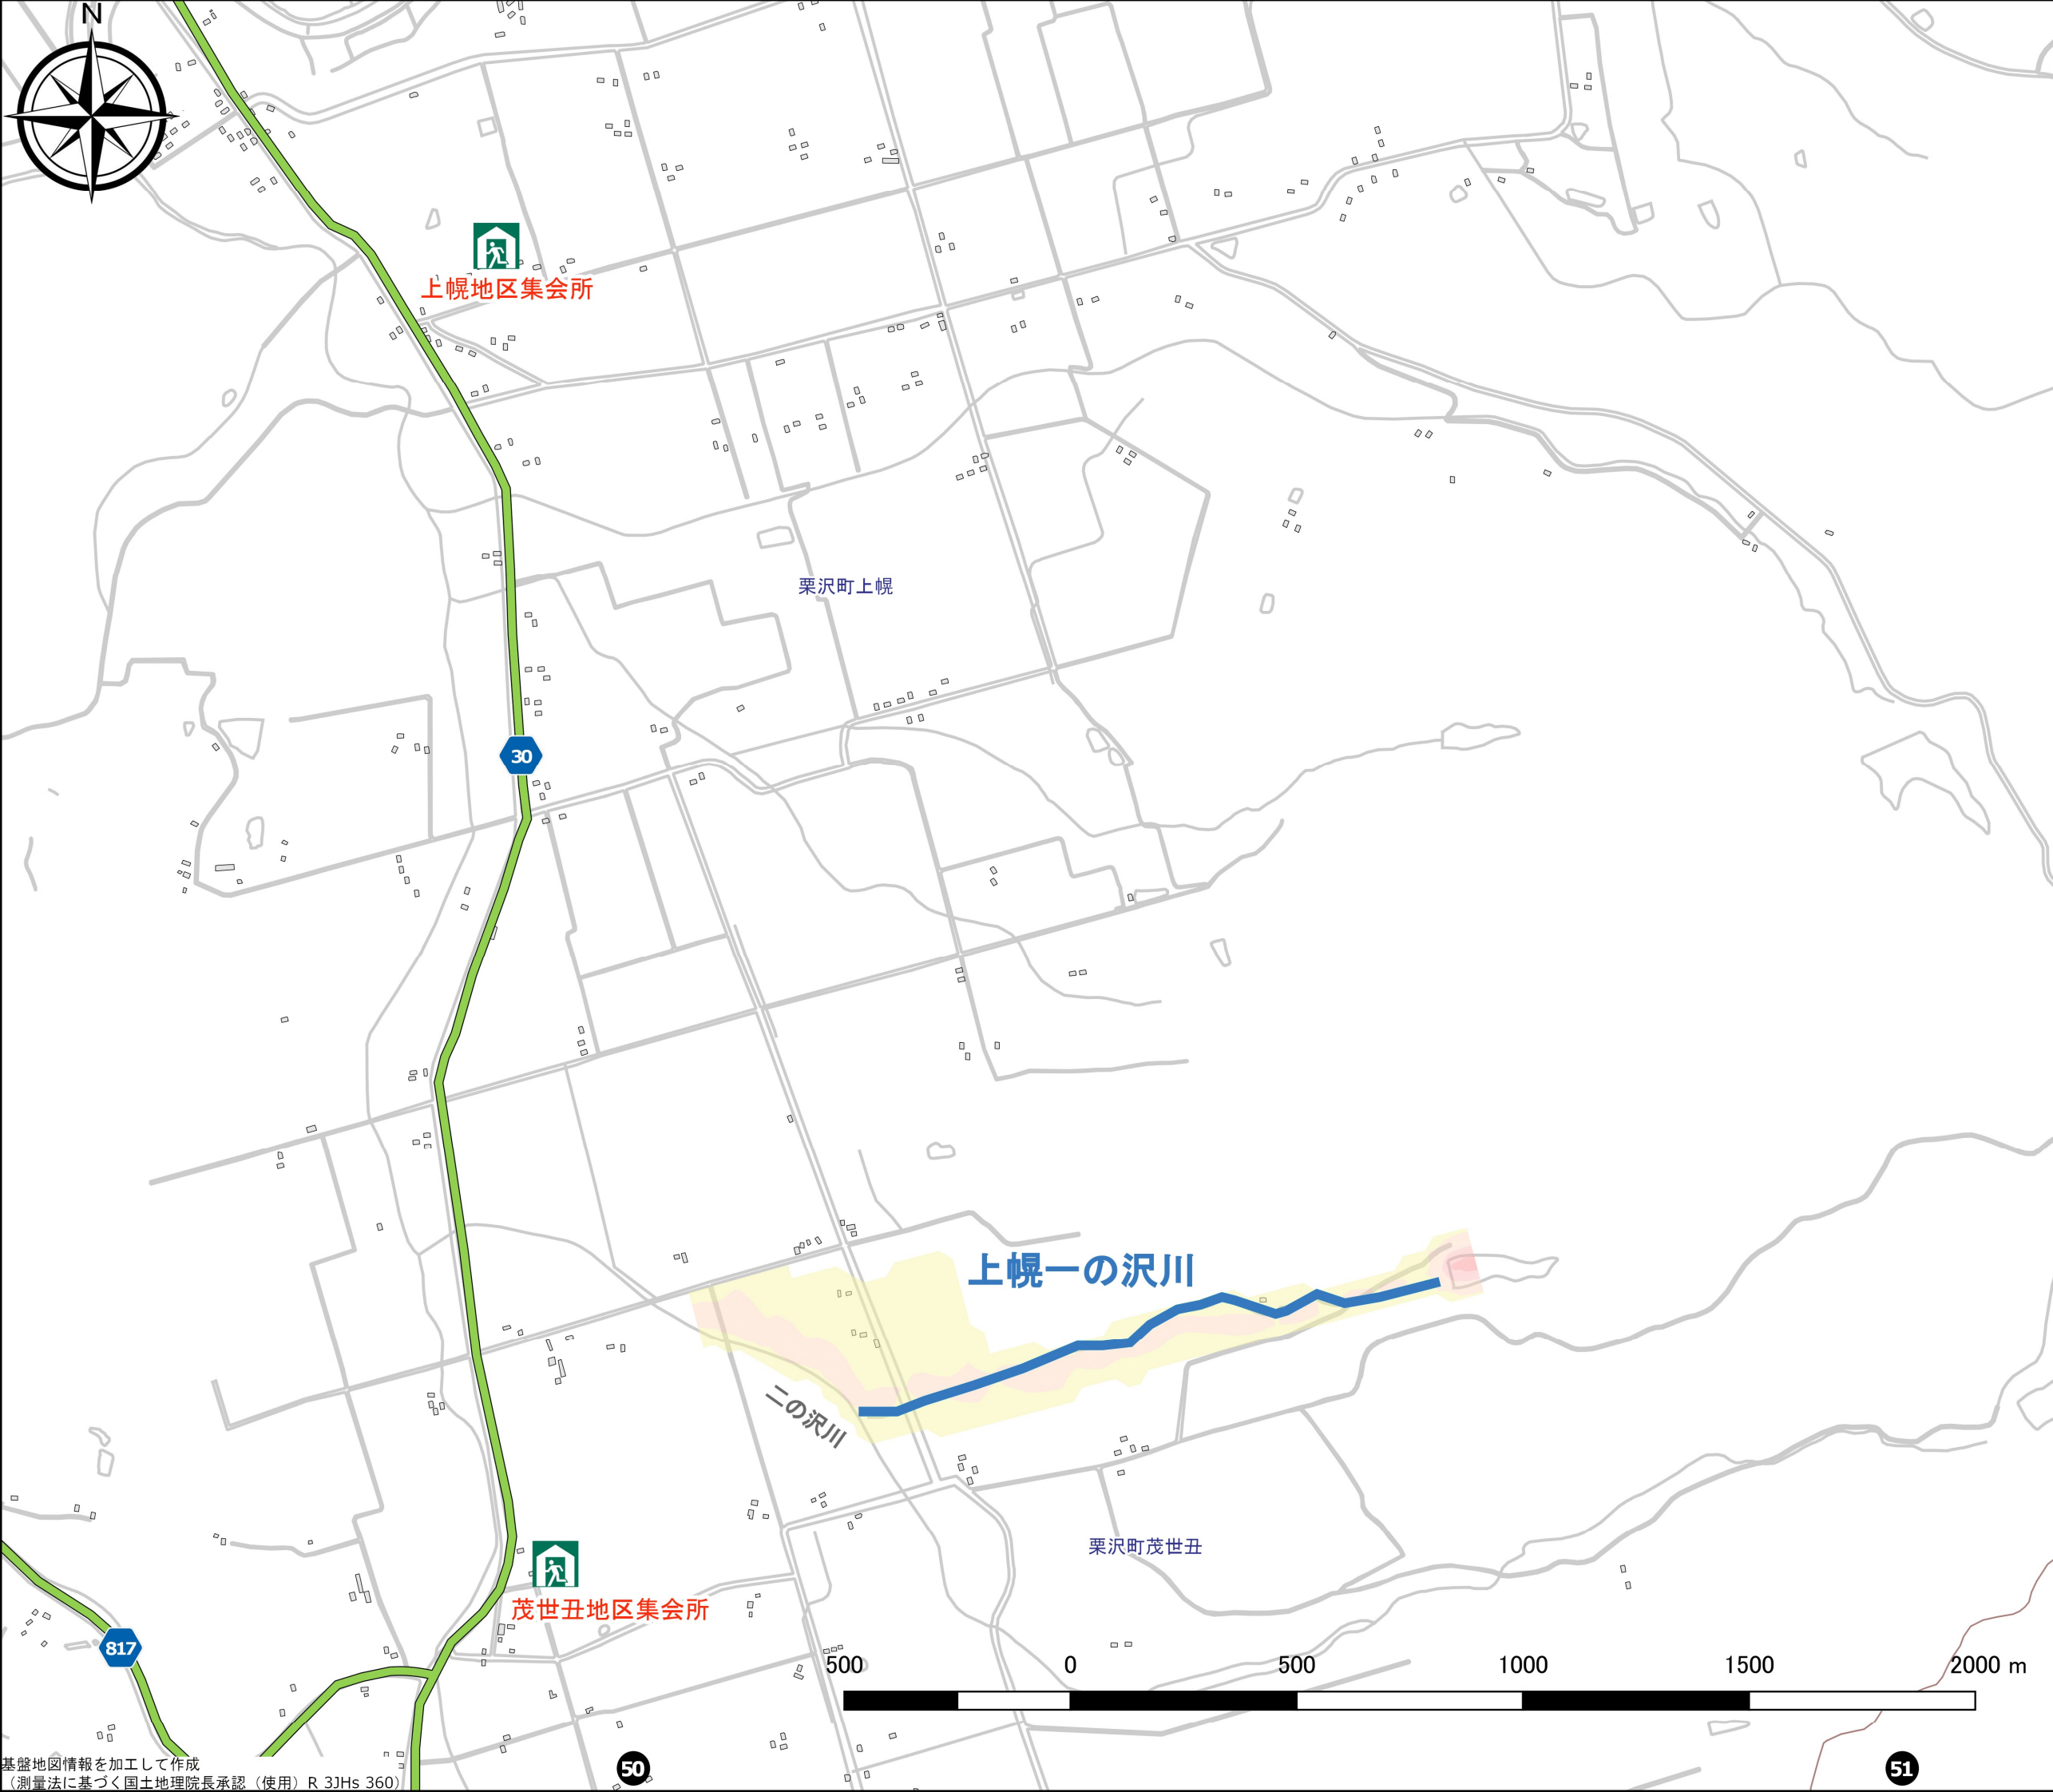 N
上幌地区集会所
栗沢町上幌
30
上幌一の沢川
二の沢川
栗沢町茂世丑
茂世丑地区集会所
817
500 0 500 1000 1500 2000 m
基盤地図情報を加工して作成
（測量法に基づく国土地理院長承認（使用）R 3JHs 360）
50
51